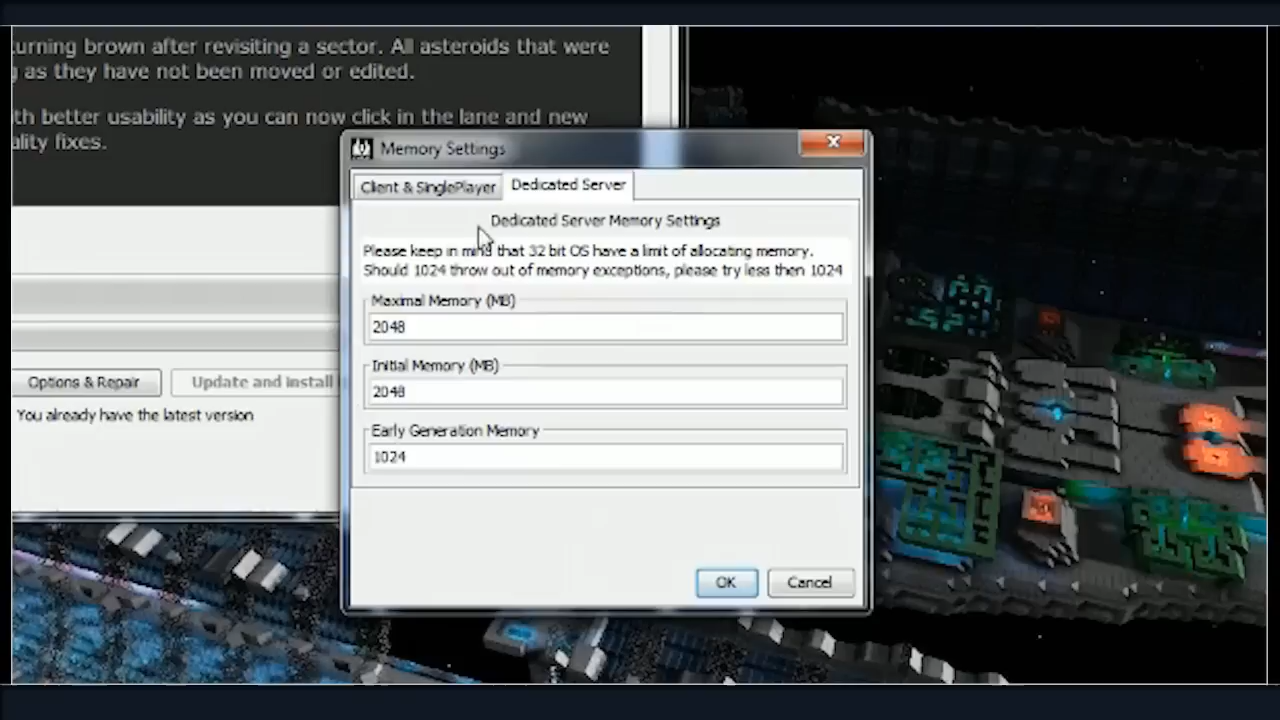 turning brown after revisiting a sector. All asteroids that were
as they have not been moved or edited.
better usability as you can now click in the lane and new
fixes.
Memory Settings
Client & SinglePlayer
Dedicated Server
Dedicated Server Memory Settings
Please keep in mind that 32 bit OS have a limit of allocating memory.
Should 1024 throw out of memory exceptions, please try less then 1024
Maximal Memory (MB)
2048
Initial Memory (MB)
2048
Early Generation Memory
1024
OK
Cancel
Options & Repair
Update and Install
You already have the latest version